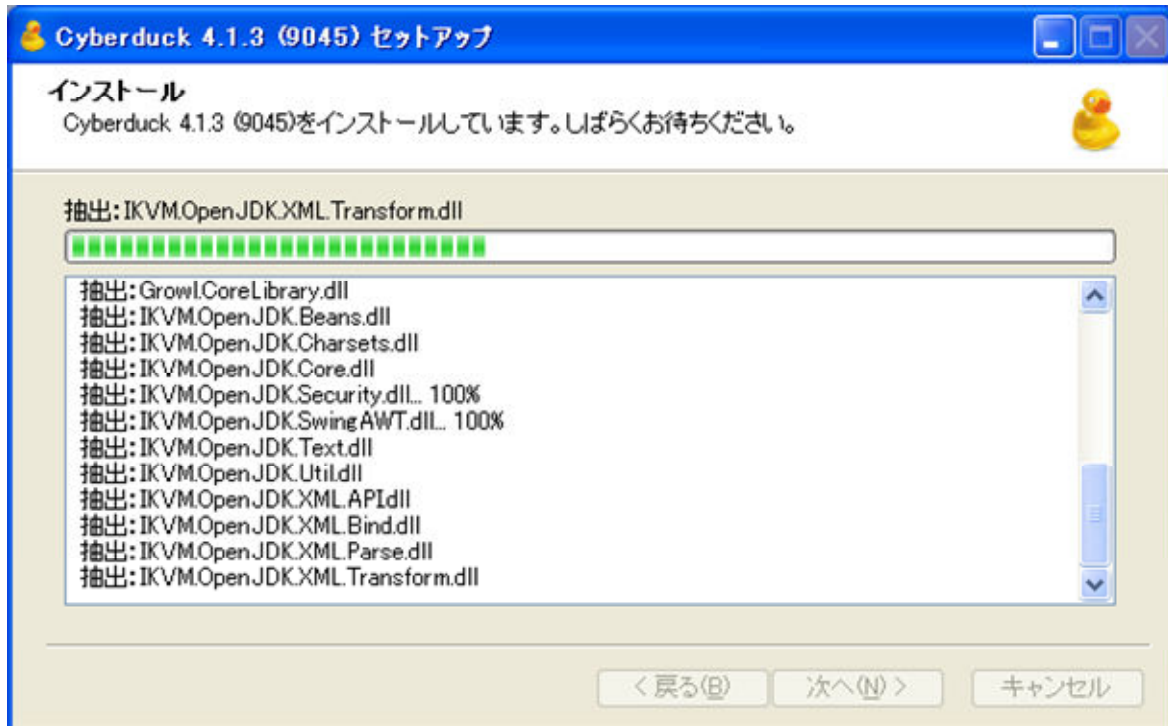 Cyberduck 4.1.3 (9045) セットアップ
インストール
Cyberduck 4.1.3 (9045)をインストールしています。しばらくお待ちください。
抽出:IKVM.OpenJDK.XML.Transform.dll
抽出:Growl.CoreLibrary.dll
抽出:IKVM.OpenJDK.Beans.dll
抽出:IKVM.OpenJDK.Charsets.dll
抽出:IKVM.OpenJDK.Core.dll
抽出:IKVM.OpenJDK.Security.dll... 100%
抽出:IKVM.OpenJDK.SwingAWT.dll... 100%
抽出:IKVM.OpenJDK.Text.dll
抽出:IKVM.OpenJDK.Util.dll
抽出:IKVM.OpenJDK.XML.API.dll
抽出:IKVM.OpenJDK.XML.Bind.dll
抽出:IKVM.OpenJDK.XML.Parse.dll
抽出:IKVM.OpenJDK.XML.Transform.dll
< 戻る(B) 次へ(N) > キャンセル